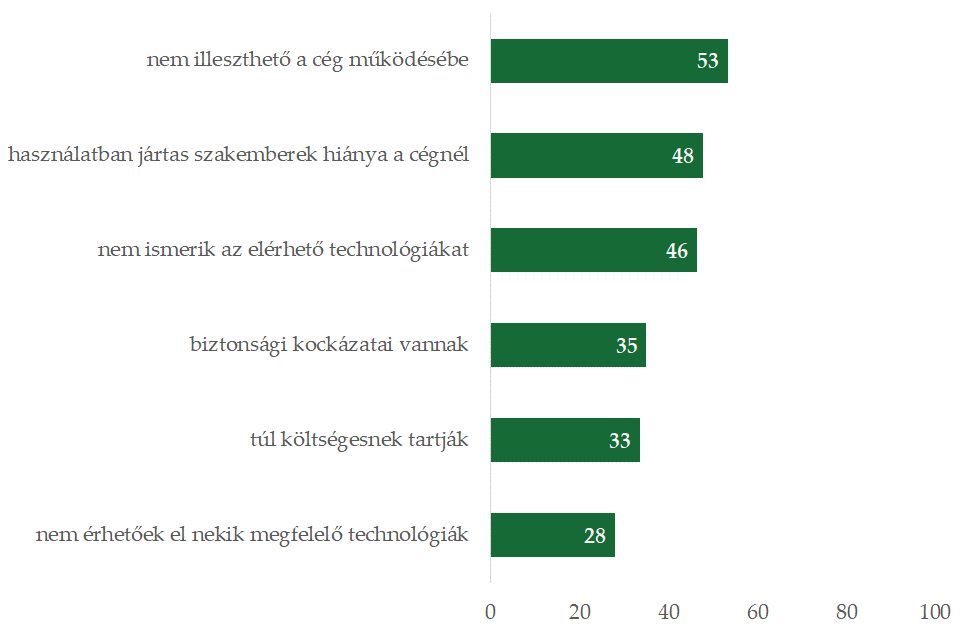 nem illeszthető a cég működésébe 53
használatban jártas szakemberek hiánya a cégnél 48
nem ismerik az elérhető technológiákat 46
biztonsági kockázatai vannak 35
túl költségesnek tartják 33
nem érhetőek el nekik megfelelő technológiák 28
0 20 40 60 80 100